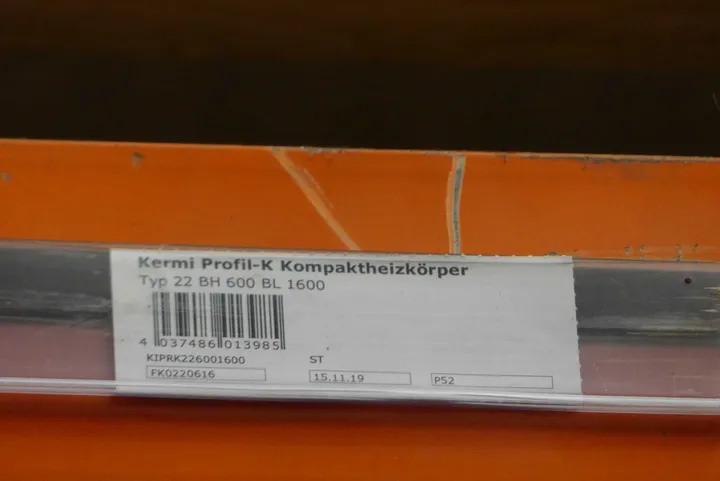 Kermi Profil-K Kompaktheizkörper
Typ 22 BH 600 BL 1600
4 037486 013985
KIPRK226001600 ST
FK0220616 15.11.19 P52